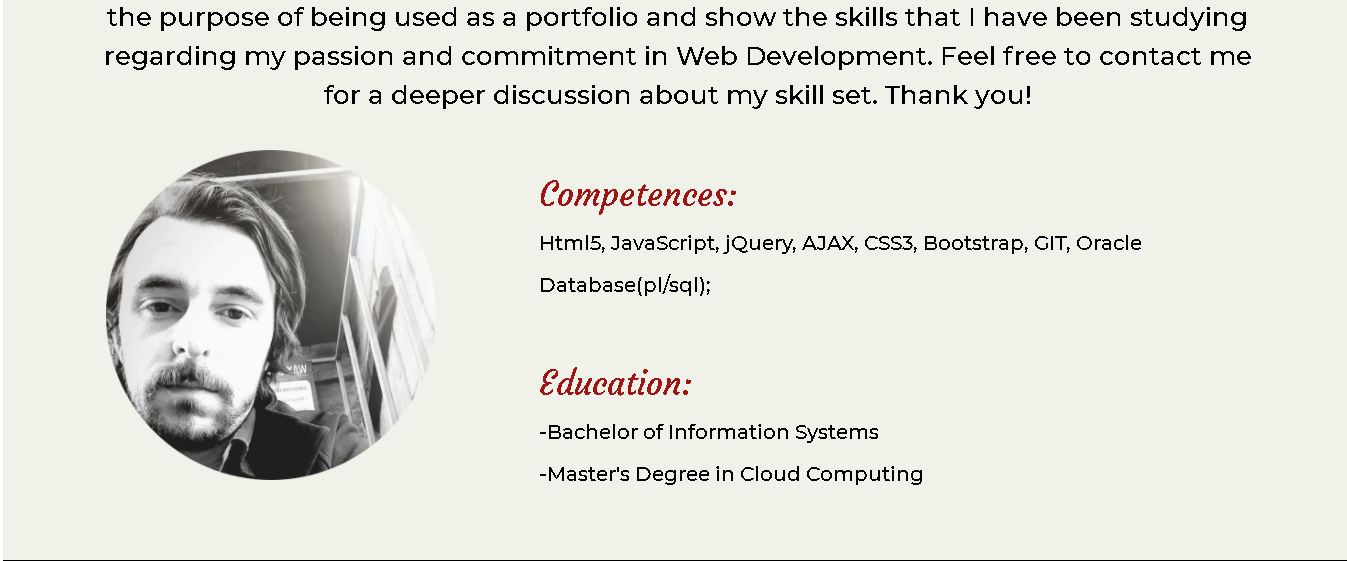 the purpose of being used as a portfolio and show the skills that I have been studying
regarding my passion and commitment in Web Development. Feel free to contact me
for a deeper discussion about my skill set. Thank you!
Competences:
Html5, JavaScript, jQuery, AJAX, CSS3, Bootstrap, GIT, Oracle
Database(pl/sql);
Education:
-Bachelor of Information Systems
-Master's Degree in Cloud Computing